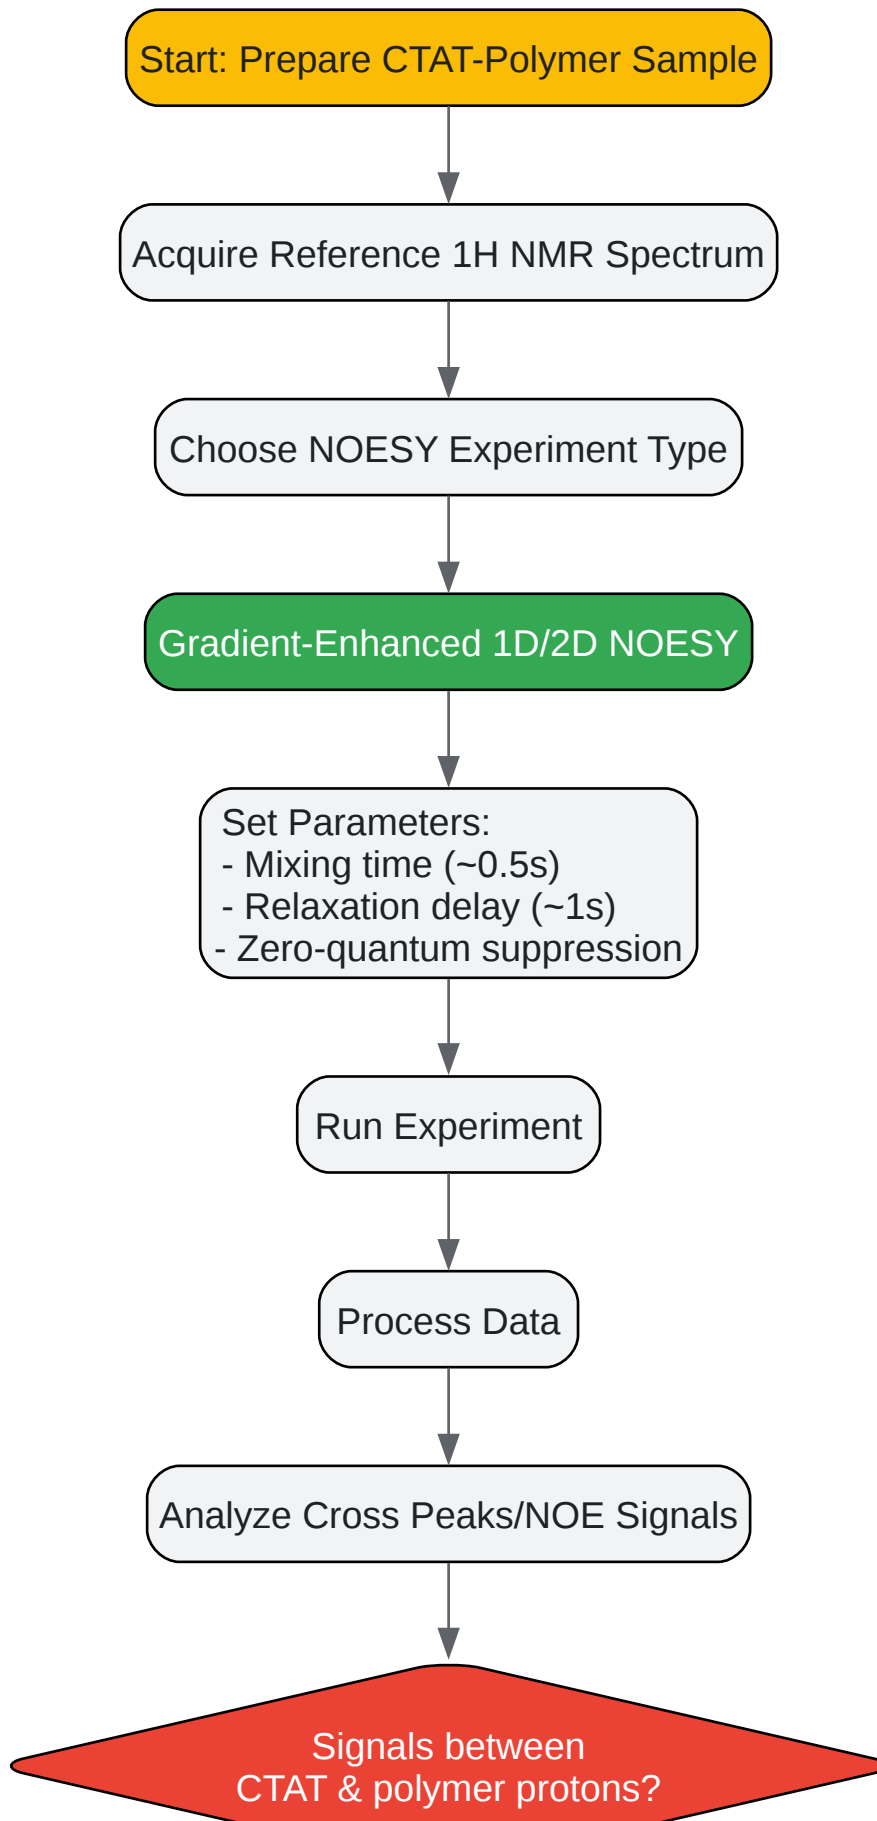 Start: Prepare CTAT-Polymer Sample
Acquire Reference 1H NMR Spectrum
Choose NOESY Experiment Type
Gradient-Enhanced 1D/2D NOESY
Set Parameters:
- Mixing time (~0.5s)
- Relaxation delay (~1s)
- Zero-quantum suppression
Run Experiment
Process Data
Analyze Cross Peaks/NOE Signals
Signals between
CTAT & polymer protons?